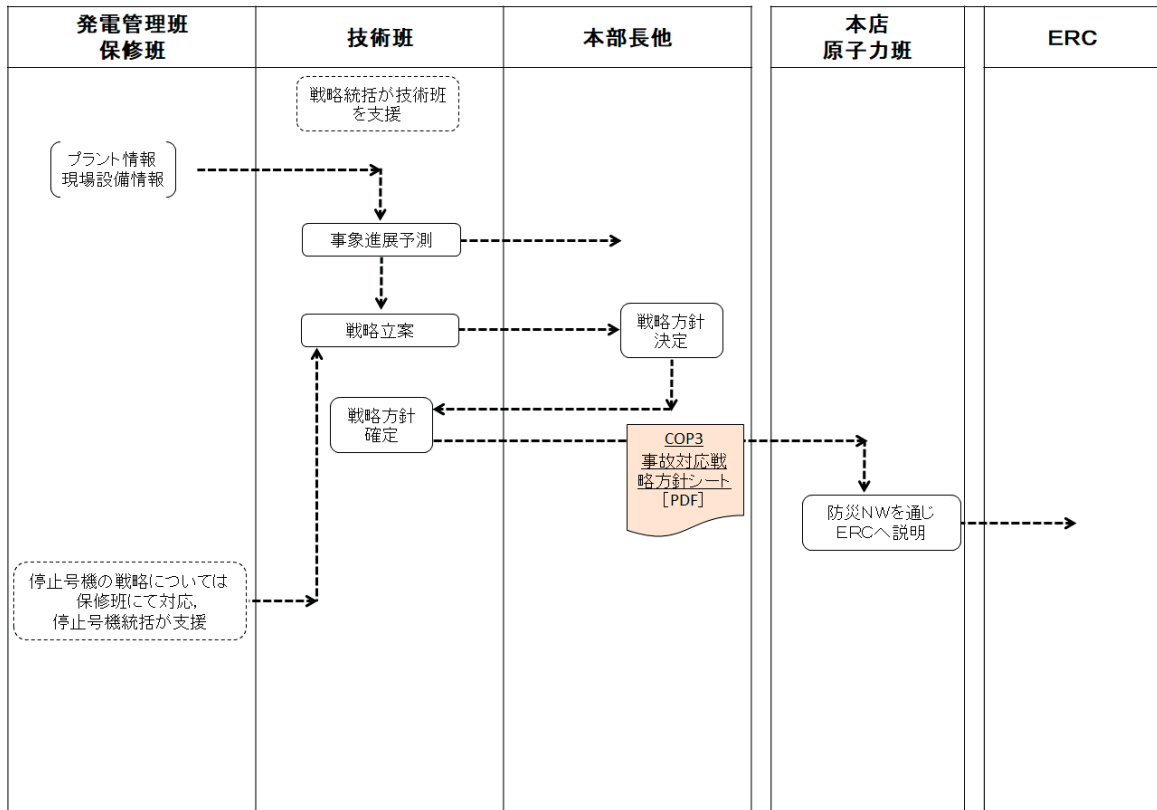 発電管理班
保修班
技術班
本部長他
本店
原子力班
ERC
戦略統括が技術班
を支援
プラント情報
現場設備情報
事象進展予測
戦略立案
戦略方針
決定
戦略方針
確定
COP3
事故対応戦
略方針シート
[PDF]
防災NWを通じ
ERCへ説明
停止号機の戦略については
保修班にて対応,
停止号機統括が支援